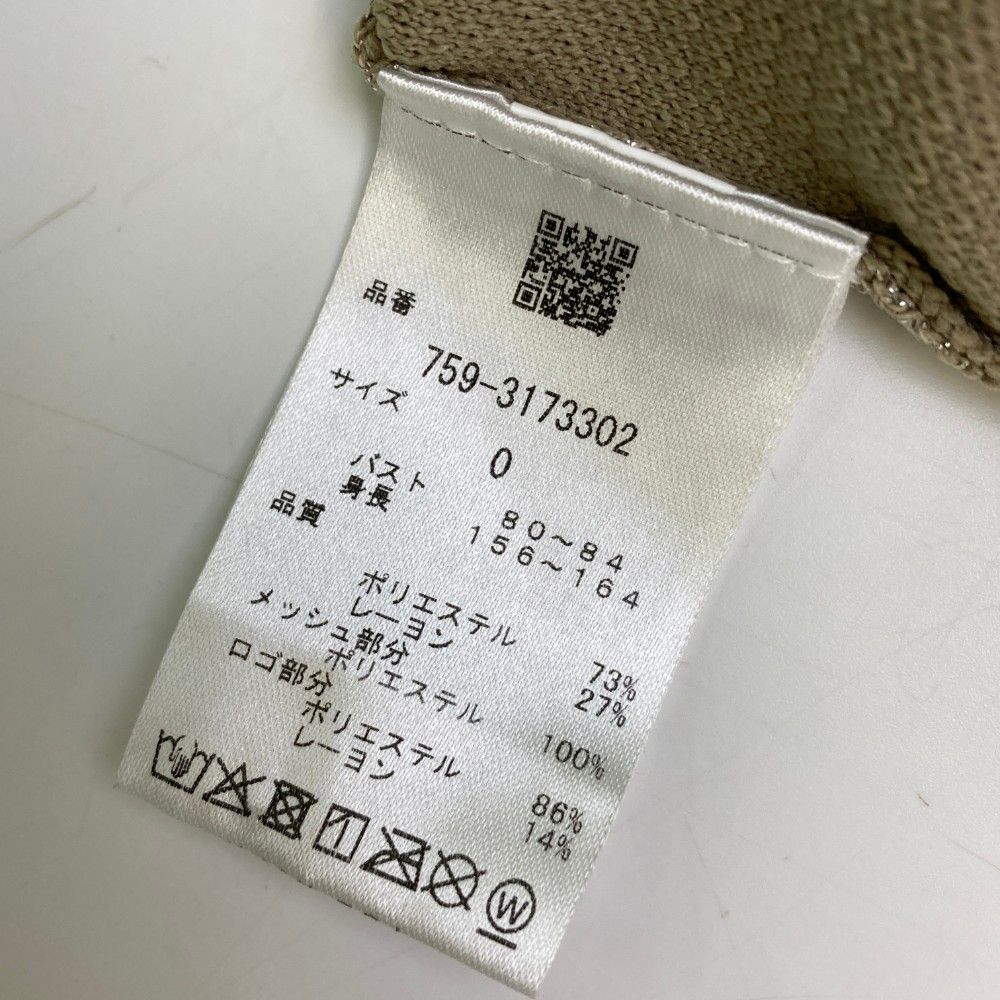 品番
759-3173302
サイズ
0
バスト 80~84
身長 156~164
品質
ポリエステル 73%
レーヨン 27%
メッシュ部分
ポリエステル 100%
ロゴ部分
ポリエステル 86%
レーヨン 14%
W